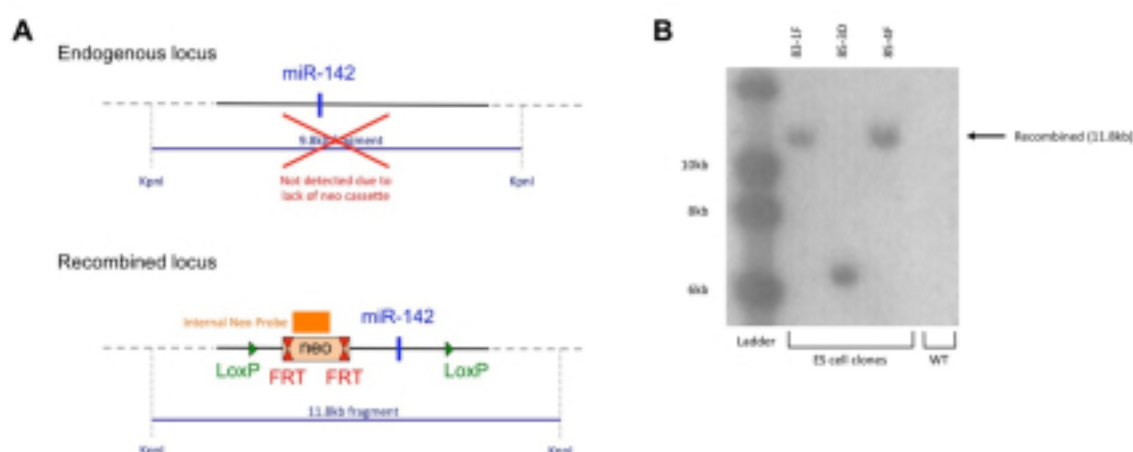 A
Endogenous locus
miR-142
9.8kb fragment
KpnI
KpnI
Not detected due to
lack of neo cassette
Recombined locus
Internal Neo Probe
miR-142
neo
LoxP
FRT
FRT
LoxP
11.8kb fragment
KpnI
KpnI
B
85-4F
Recombined (11.8kb)
10kb
8kb
6kb
Ladder
ES cell clones
WT